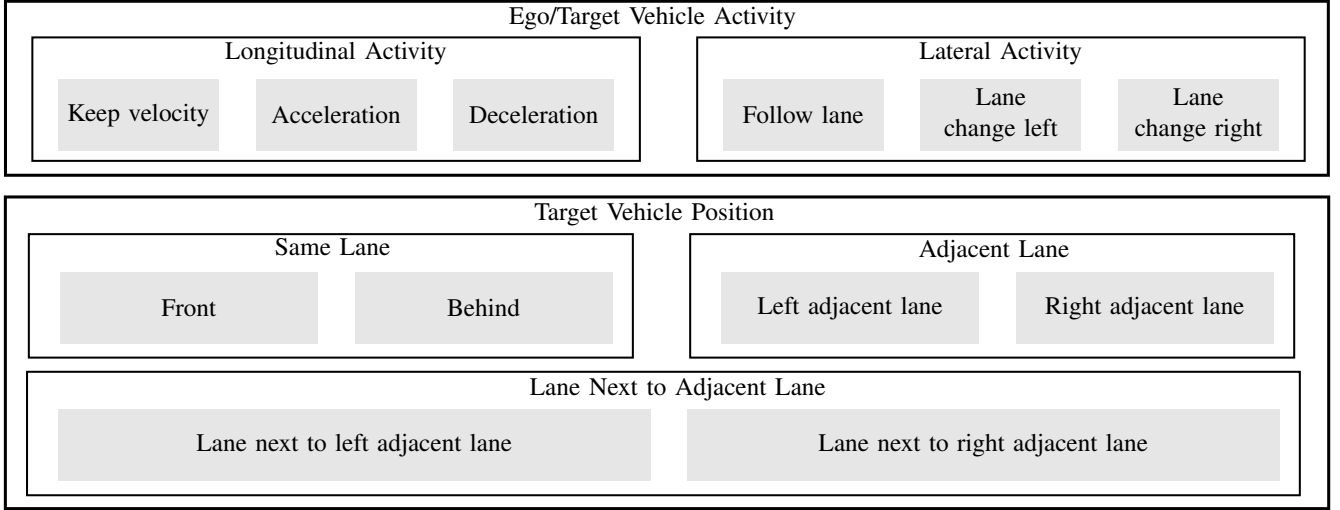 Ego/Target Vehicle Activity
Longitudinal Activity
Keep velocity
Acceleration
Deceleration
Lateral Activity
Follow lane
Lane
change left
Lane
change right
Target Vehicle Position
Same Lane
Front
Behind
Adjacent Lane
Left adjacent lane
Right adjacent lane
Lane Next to Adjacent Lane
Lane next to left adjacent lane
Lane next to right adjacent lane